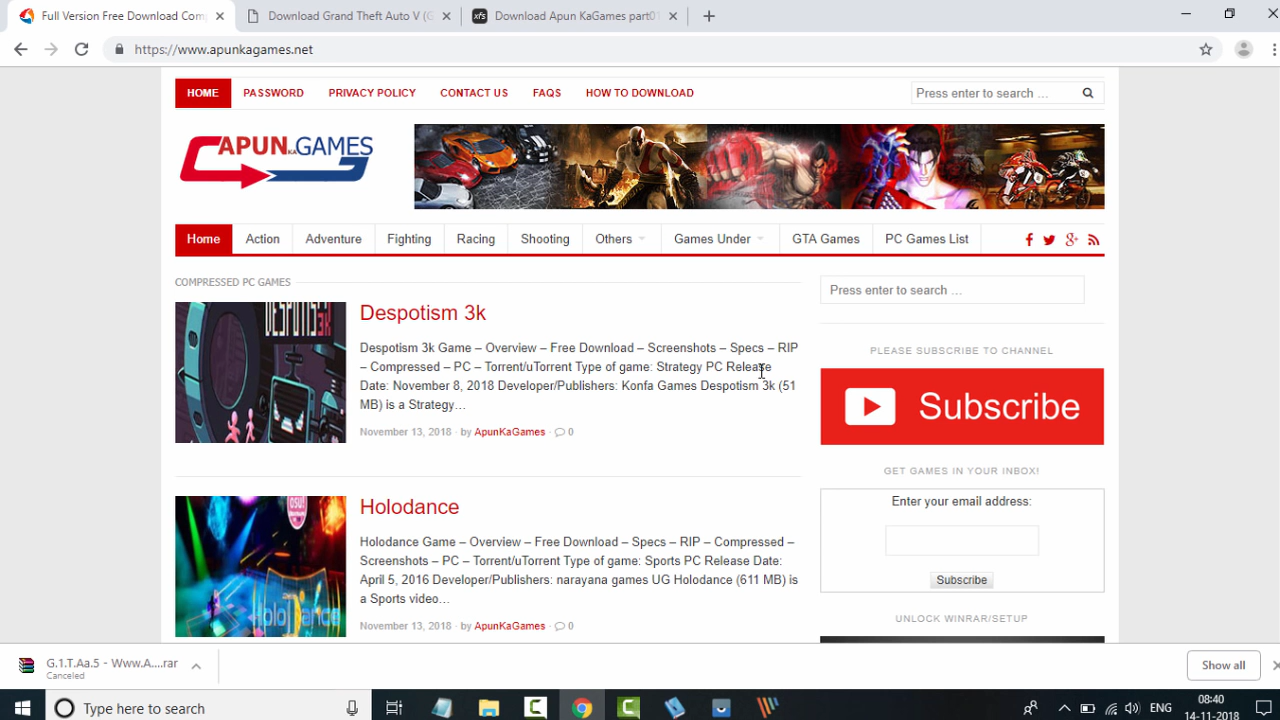 Full Version Free Download Com
Download Grand Theft Auto V (G
Download Apun KaGames part01
https://www.apunkagames.net
HOME PASSWORD PRIVACY POLICY CONTACT US FAQS HOW TO DOWNLOAD
Press enter to search …
APUN KA GAMES
Home Action Adventure Fighting Racing Shooting Others Games Under GTA Games PC Games List
COMPRESSED PC GAMES
Despotism 3k
Despotism 3k Game – Overview – Free Download – Screenshots – Specs – RIP
– Compressed – PC – Torrent/uTorrent Type of game: Strategy PC Release
Date: November 8, 2018 Developer/Publishers: Konfa Games Despotism 3k (51
MB) is a Strategy…
November 13, 2018 · by ApunKaGames · 0
Holodance
Holodance Game – Overview – Free Download – Specs – RIP – Compressed –
Screenshots – PC – Torrent/uTorrent Type of game: Sports PC Release Date:
April 5, 2016 Developer/Publishers: narayana games UG Holodance (611 MB) is
a Sports video…
November 13, 2018 · by ApunKaGames · 0
Press enter to search …
PLEASE SUBSCRIBE TO CHANNEL
Subscribe
GET GAMES IN YOUR INBOX!
Enter your email address:
Subscribe
UNLOCK WINRAR/SETUP
G.1.T.Aa.5 - Www.A....rar
Canceled
Show all
Type here to search
ENG
08:40
14-11-2018